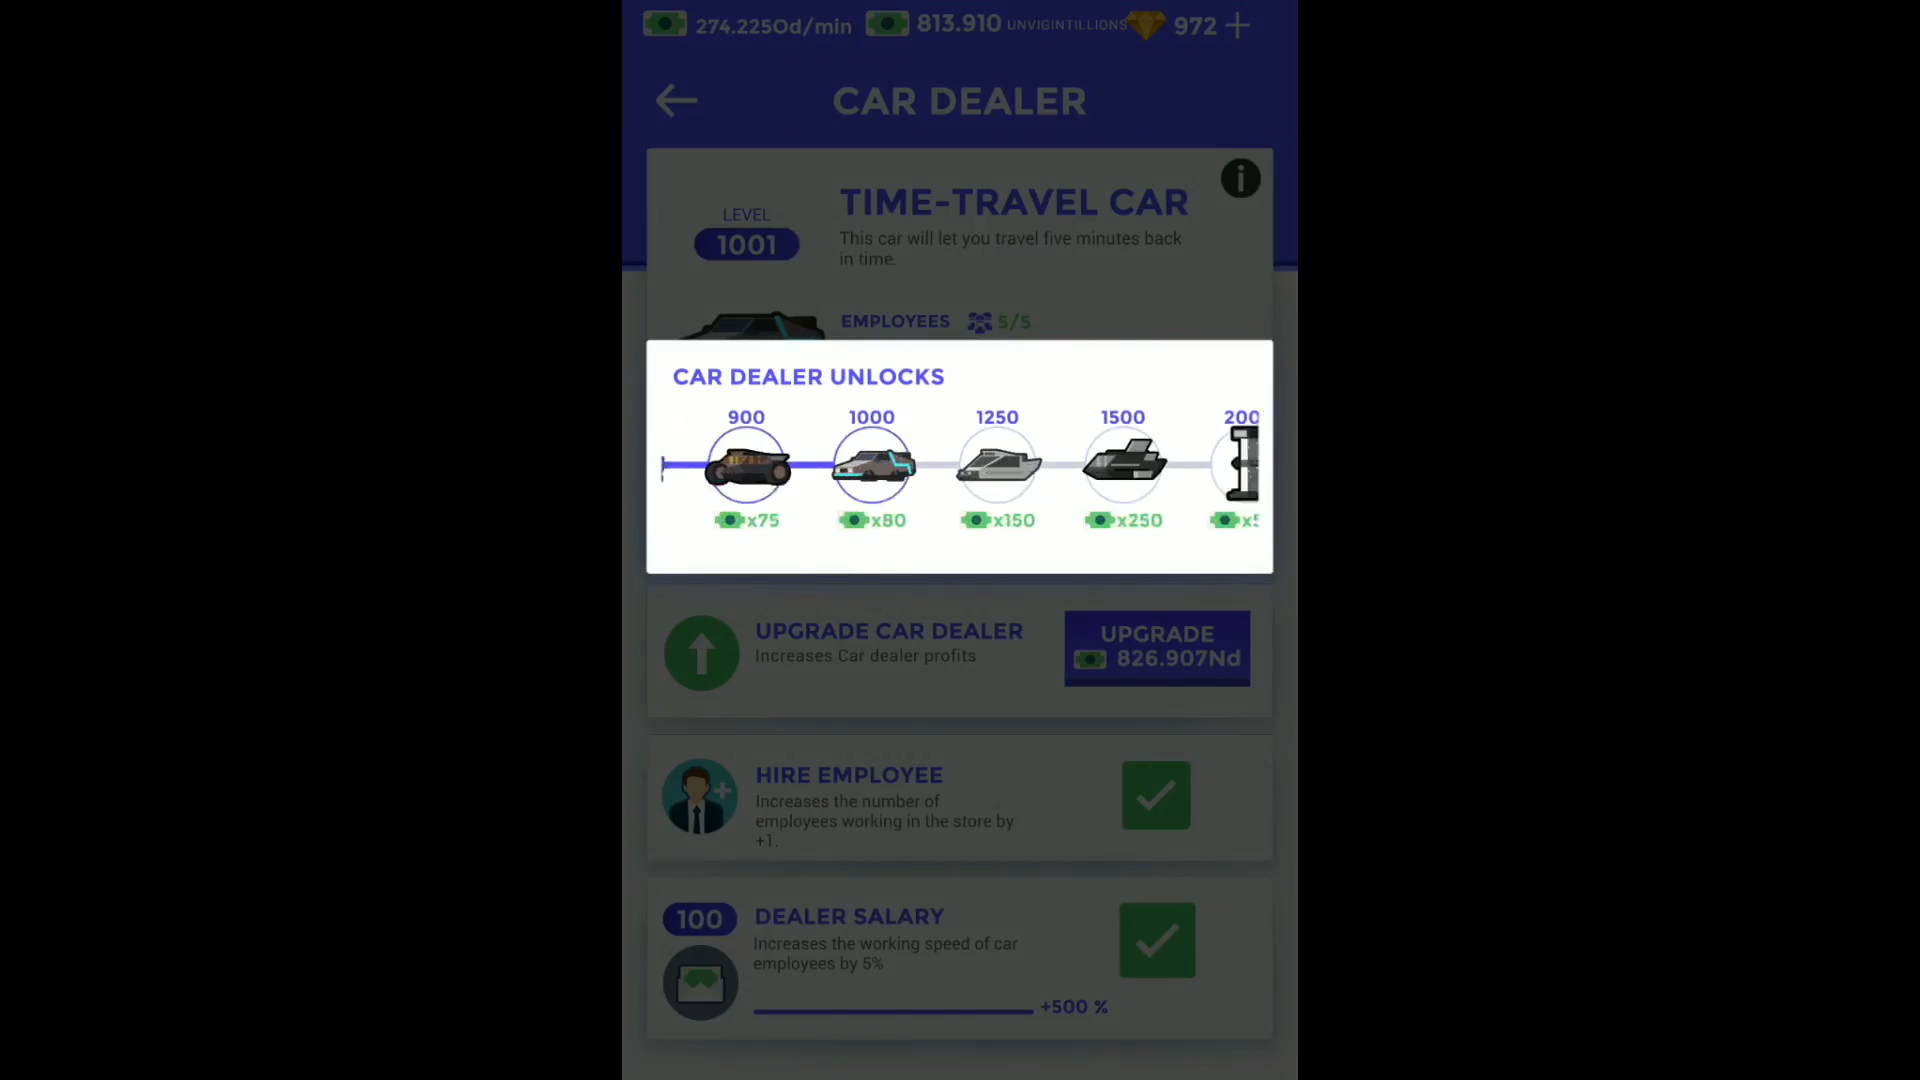 274.225Od/min 813.910 UNVIGINTILLIONS 972
CAR DEALER
TIME-TRAVEL CAR
LEVEL
1001
This car will let you travel five minutes back
in time.
EMPLOYEES 5/5
CAR DEALER UNLOCKS
900 1000 1250 1500 200
x75 x80 x150 x250 x5
UPGRADE CAR DEALER
Increases Car dealer profits
UPGRADE
826.907Nd
HIRE EMPLOYEE
Increases the number of
employees working in the store by
+1.
100 DEALER SALARY
Increases the working speed of car
employees by 5%
+500 %